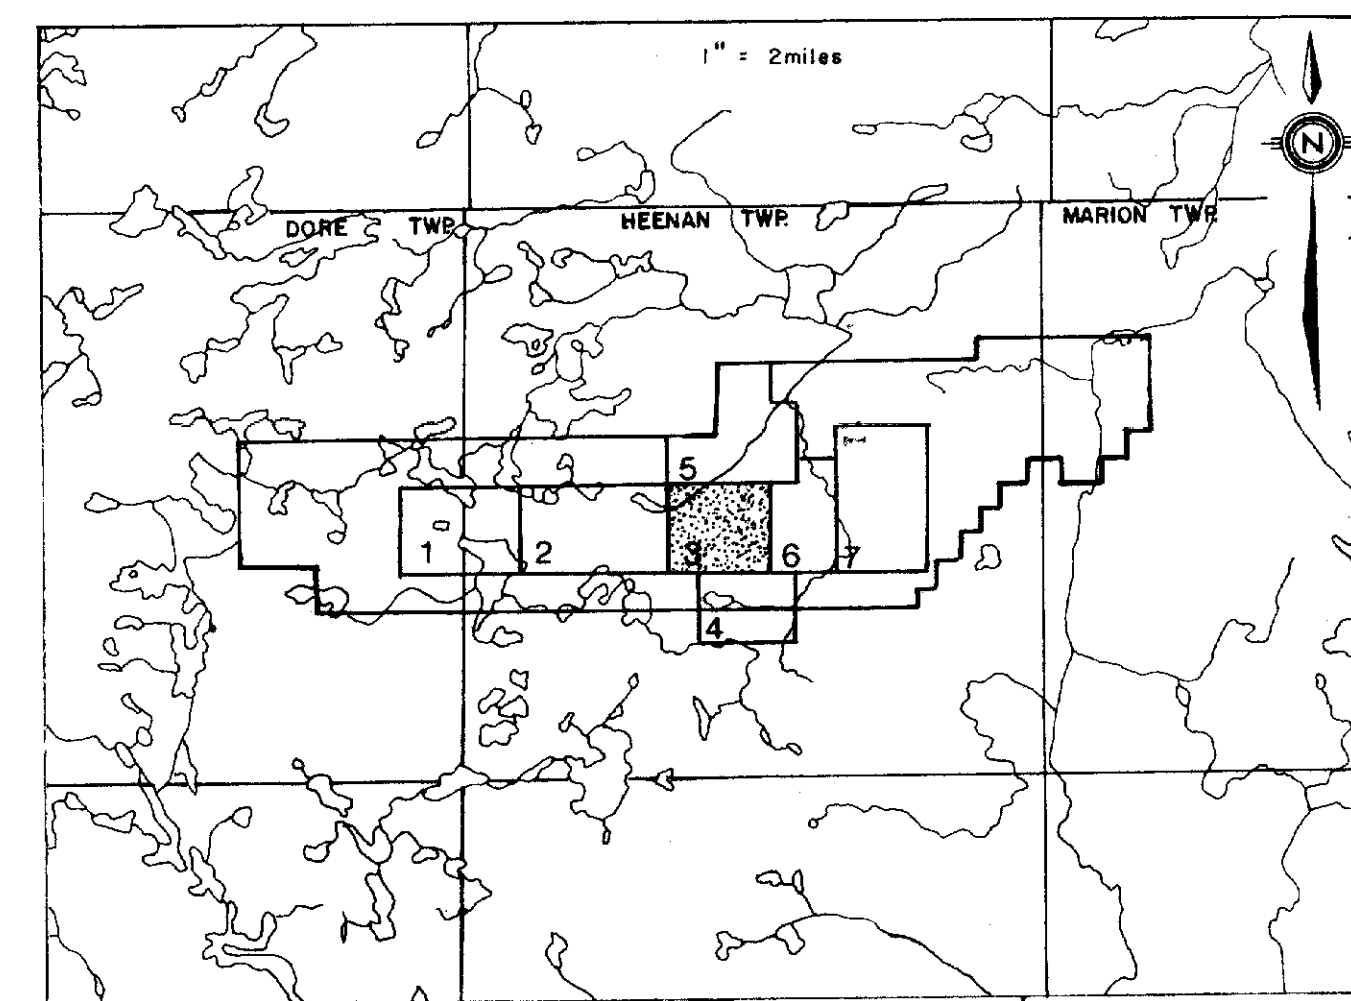 1" = 2miles
N
DORE TWP.
HEENAN TWP.
MARION TWP.
5
1
2
3
6
7
4